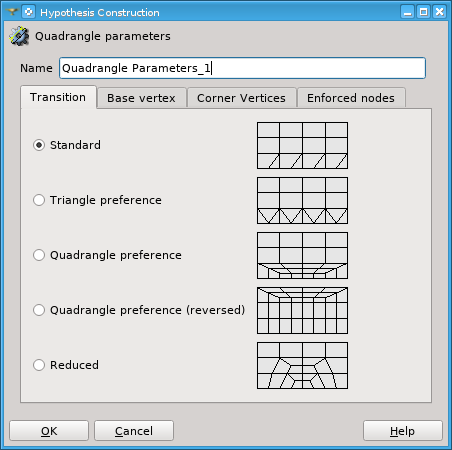 Hypothesis Construction
Quadrangle parameters
Name Quadrangle Parameters_1
Transition Base vertex Corner Vertices Enforced nodes
Standard
Triangle preference
Quadrangle preference
Quadrangle preference (reversed)
Reduced
OK Cancel Help